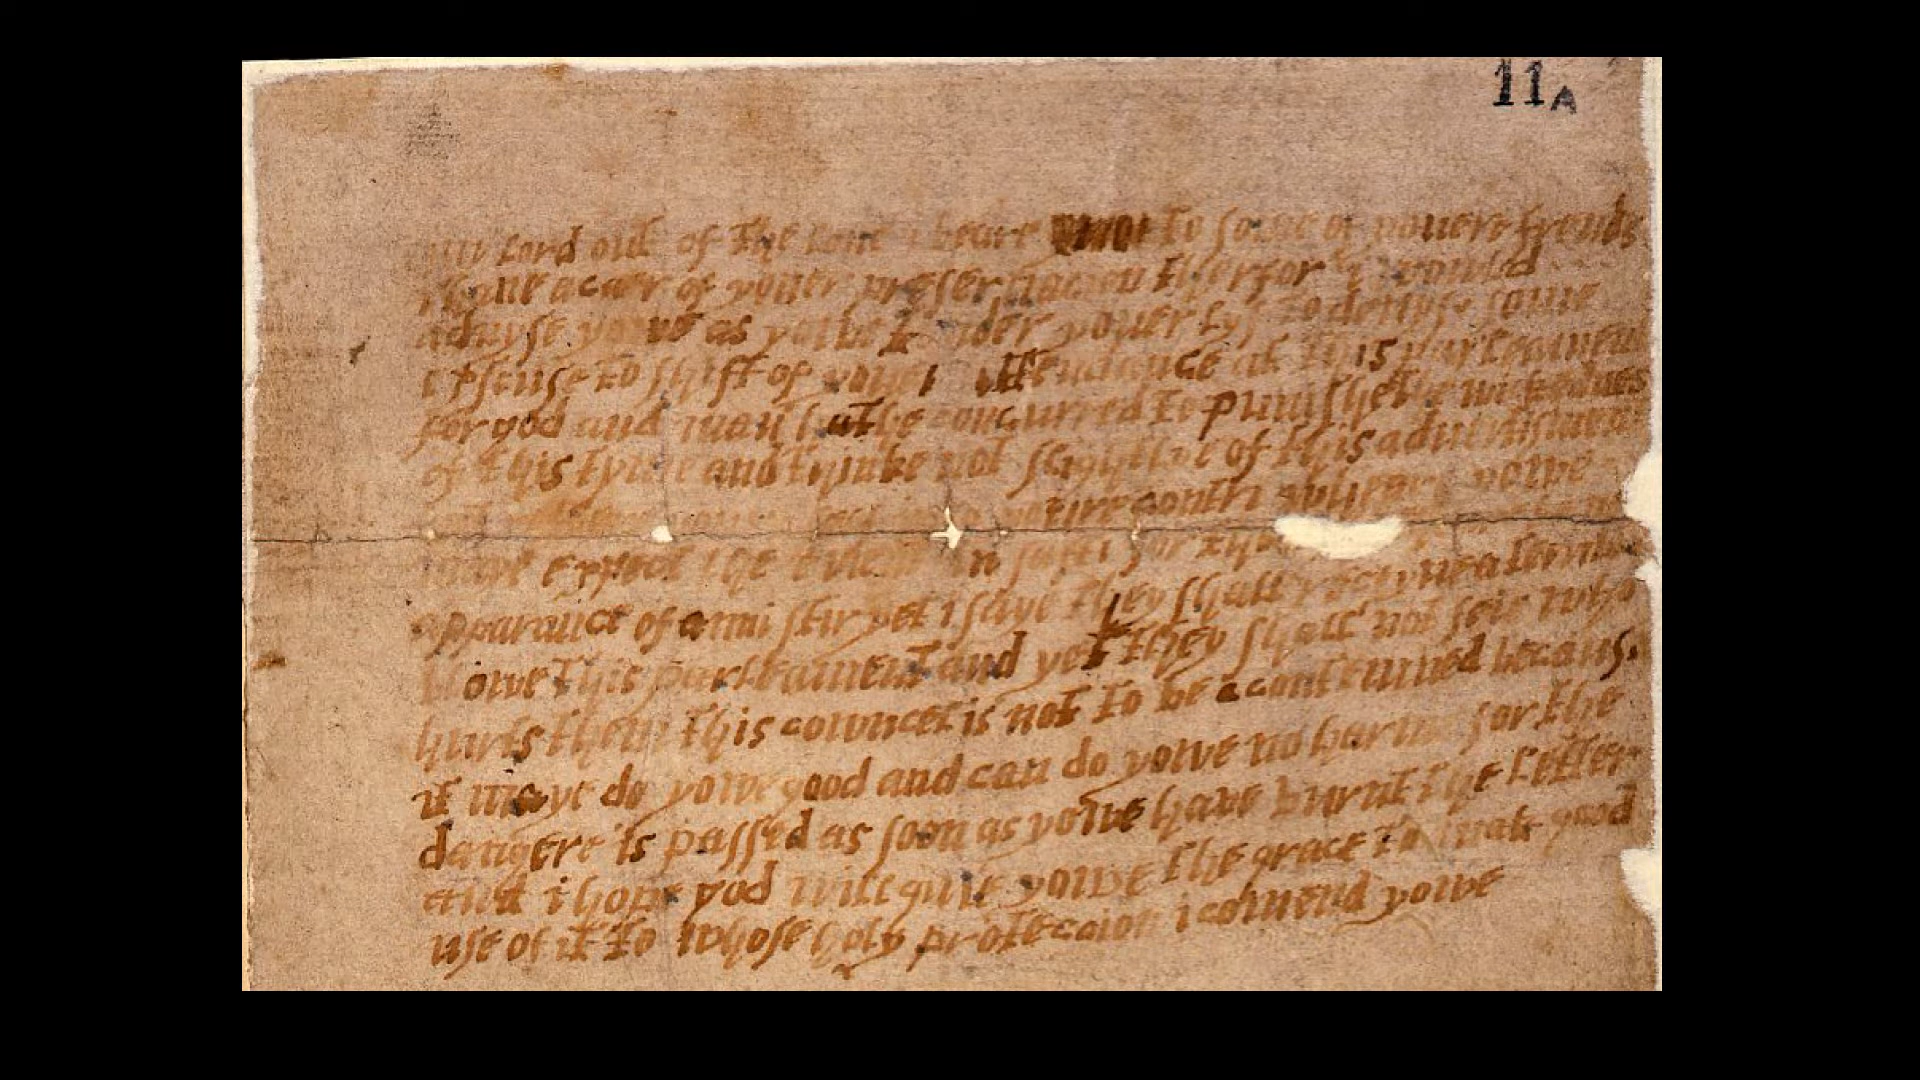 11A
my lord out of the love i beare to some of youere frends
i have a caer of youer preservacion therfor i would
advyse yowe as yowe tender youer lyf to devyse some
exscuse to shift of youer attendance at this parleament
for god and man hathe concurred to punishe the wickednes
of this tyme and thinke not slightlye of this advertisment
youre contri wheare yowe
maye expect the event in safti for
apparance of anni stir yet i saye they shall receyve a terrible
blowe this parleament and yet they shall not seie who
hurts them this councel is not to be acontemned because
it maye do yowe good and can do yowe no harme for the
dangere is passed as soon as yowe have burnt the letter
and i hope god will give yowe the grace to mak good
use of it to whose holy proteccion i comend yowe